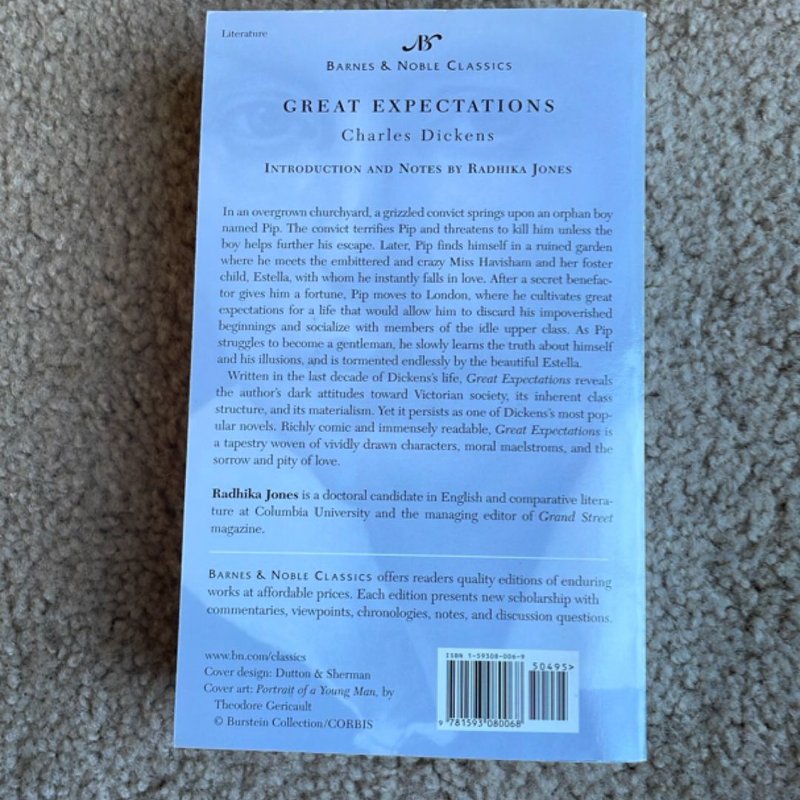 Literature
BARNES & NOBLE CLASSICS
GREAT EXPECTATIONS
Charles Dickens
INTRODUCTION AND NOTES BY RADHIKA JONES
In an overgrown churchyard, a grizzled convict springs upon an orphan boy
named Pip. The convict terrifies Pip and threatens to kill him unless the
boy helps further his escape. Later, Pip finds himself in a ruined garden
where he meets the embittered and crazy Miss Havisham and her foster
child, Estella, with whom he instantly falls in love. After a secret benefac-
tor gives him a fortune, Pip moves to London, where he cultivates great
expectations for a life that would allow him to discard his impoverished
beginnings and socialize with members of the idle upper class. As Pip
struggles to become a gentleman, he slowly learns the truth about himself
and his illusions, and is tormented endlessly by the beautiful Estella.
Written in the last decade of Dickens's life, Great Expectations reveals
the author's dark attitudes toward Victorian society, its inherent class
structure, and its materialism. Yet it persists as one of Dickens's most pop-
ular novels. Richly comic and immensely readable, Great Expectations is
a tapestry woven of vividly drawn characters, moral maelstroms, and the
sorrow and pity of love.
Radhika Jones is a doctoral candidate in English and comparative litera-
ture at Columbia University and the managing editor of Grand Street
magazine.
BARNES & NOBLE CLASSICS offers readers quality editions of enduring
works at affordable prices. Each edition presents new scholarship with
commentaries, viewpoints, chronologies, notes, and discussion questions.
www.bn.com/classics
Cover design: Dutton & Sherman
Cover art: Portrait of a Young Man, by
Theodore Gericault
© Burstein Collection/CORBIS
ISBN 1-59308-006-9
50495>
9 781593 080068